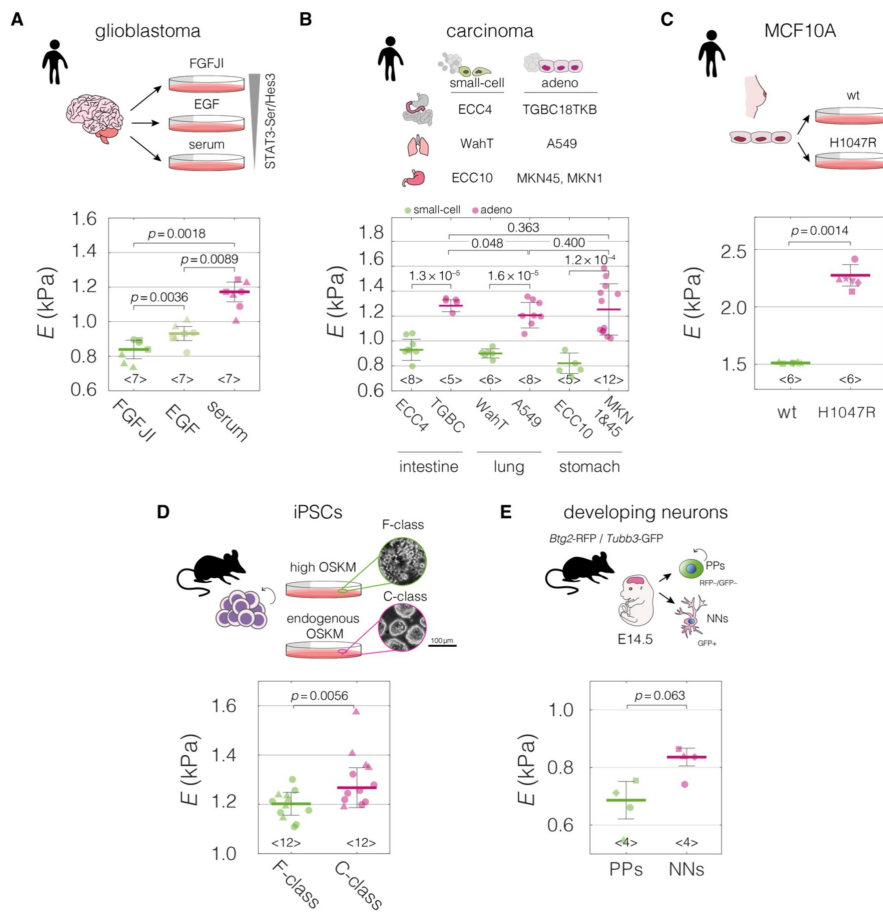 A
glioblastoma
FGFJI
EGF
serum
STAT3-Ser/Hes3
1.6
1.4
1.2
1.0
0.8
0.6
E (kPa)
p = 0.0018
p = 0.0089
p = 0.0036
<7>
<7>
<7>
FGFJI
EGF
serum
B
carcinoma
small-cell
adeno
ECC4
TGBC18TKB
WahT
A549
ECC10
MKN45, MKN1
small-cell
adeno
1.8
1.6
1.4
1.2
1.0
0.8
0.6
E (kPa)
0.363
0.048
0.400
1.3 × 10⁻⁵
1.6 × 10⁻⁵
1.2 × 10⁻⁴
<8>
<5>
<6>
<8>
<5>
<12>
ECC4
TGBC
WahT
A549
ECC10
MKN
1&45
intestine
lung
stomach
C
MCF10A
wt
H1047R
2.5
2.0
1.5
E (kPa)
p = 0.0014
<6>
<6>
wt
H1047R
D
iPSCs
F-class
high OSKM
C-class
endogenous
OSKM
100µm
1.6
1.4
1.2
1.0
E (kPa)
p = 0.0056
<12>
<12>
F-class
C-class
E
developing neurons
Btg2-RFP / Tubb3-GFP
PPs
RFP−/GFP−
NNs
GFP+
E14.5
1.0
0.8
0.6
E (kPa)
p = 0.063
<4>
<4>
PPs
NNs